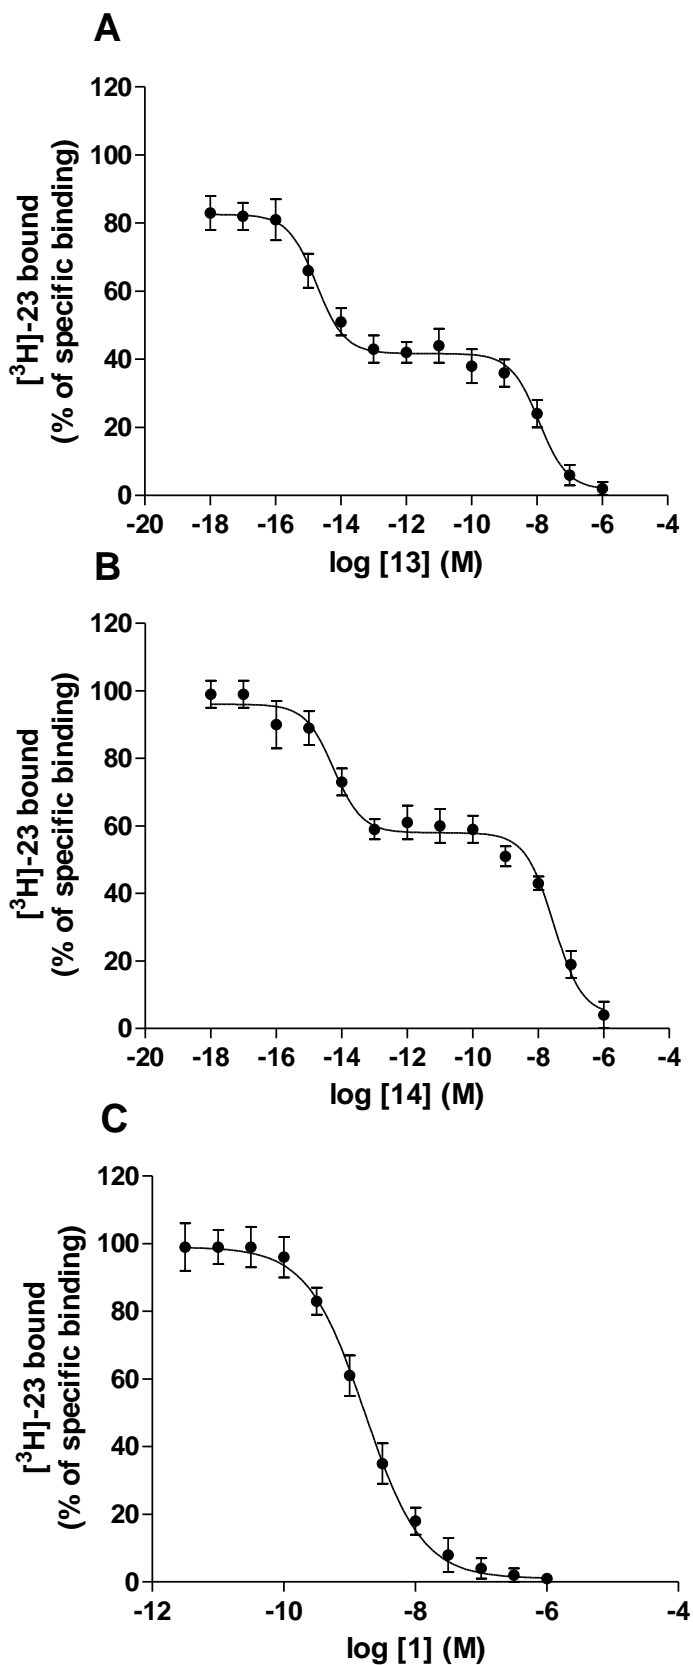 A
[³H]-23 bound
(% of specific binding)
120
100
80
60
40
20
0
-20 -18 -16 -14 -12 -10 -8 -6 -4
log [13] (M)
B
[³H]-23 bound
(% of specific binding)
120
100
80
60
40
20
0
-20 -18 -16 -14 -12 -10 -8 -6 -4
log [14] (M)
C
[³H]-23 bound
(% of specific binding)
120
100
80
60
40
20
0
-12 -10 -8 -6 -4
log [1] (M)